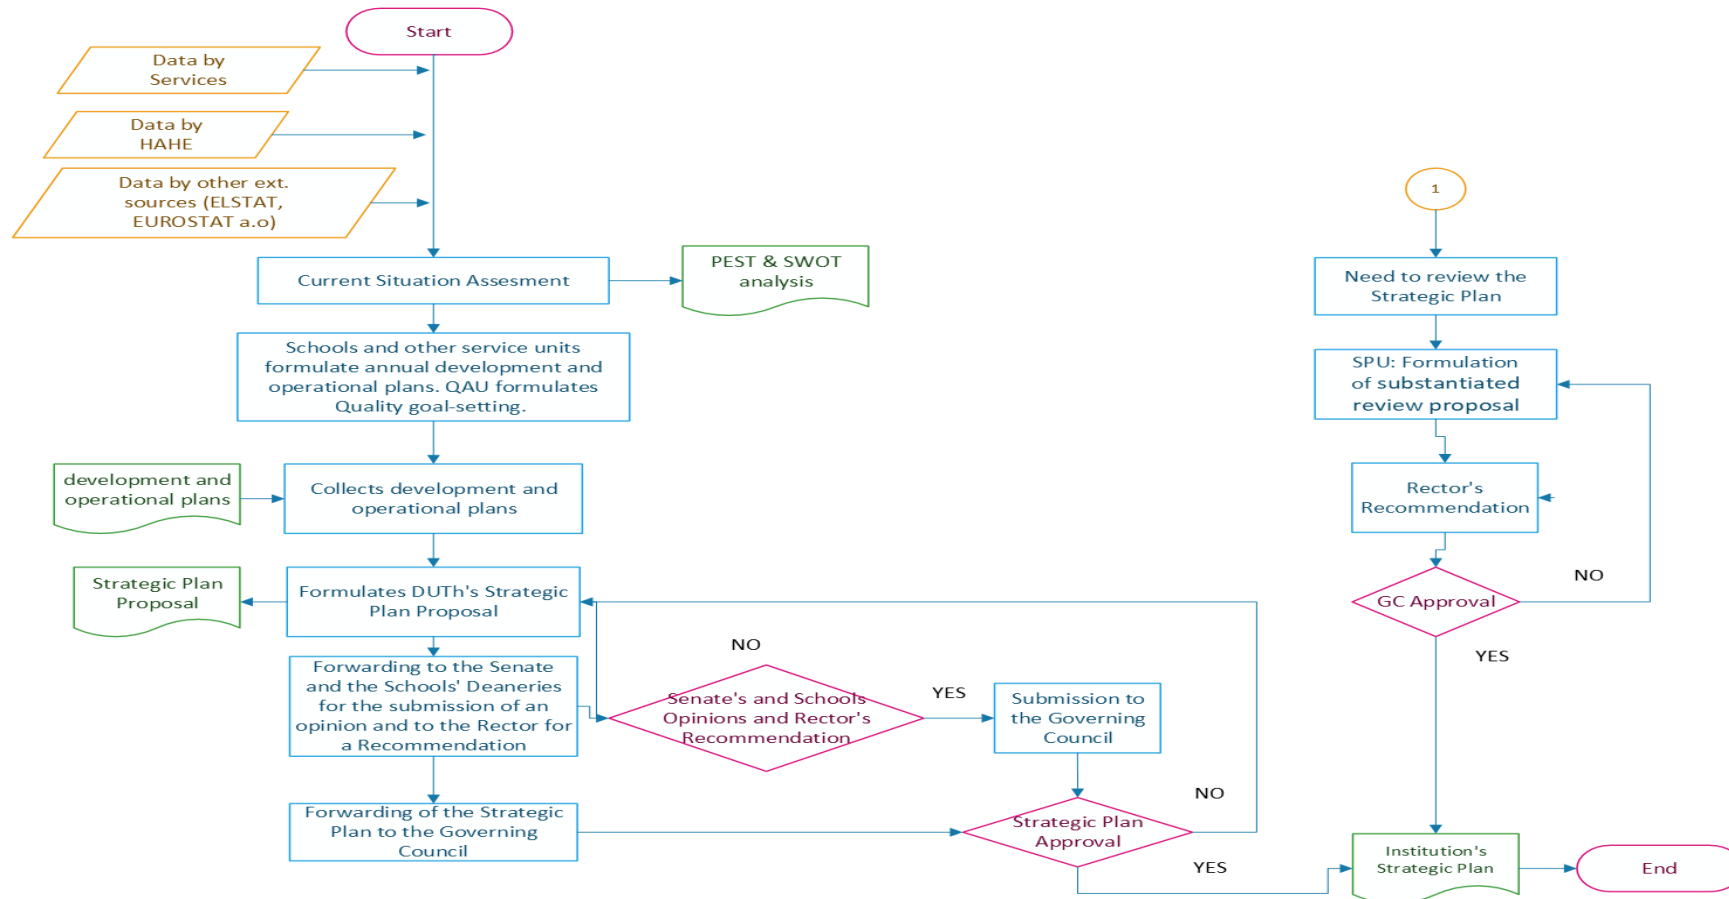 Start
Data by
Services
Data by
HAHE
Data by other ext.
sources (ELSTAT,
EUROSTAT a.o)
Current Situation Assesment
PEST & SWOT
analysis
Schools and other service units
formulate annual development and
operational plans. QAU formulates
Quality goal-setting.
development and
operational plans
Collects development and
operational plans
Strategic Plan
Proposal
Formulates DUTh's Strategic
Plan Proposal
NO
Forwarding to the Senate
and the Schools' Deaneries
for the submission of an
opinion and to the Rector for
a Recommendation
Senate's and Schools
Opinions and Rector's
Recommendation
YES
Submission to
the Governing
Council
Forwarding of the Strategic
Plan to the Governing
Council
Strategic Plan
Approval
NO
YES
1
Need to review the
Strategic Plan
SPU: Formulation
of substantiated
review proposal
Rector's
Recommendation
GC Approval
NO
YES
Institution's
Strategic Plan
End